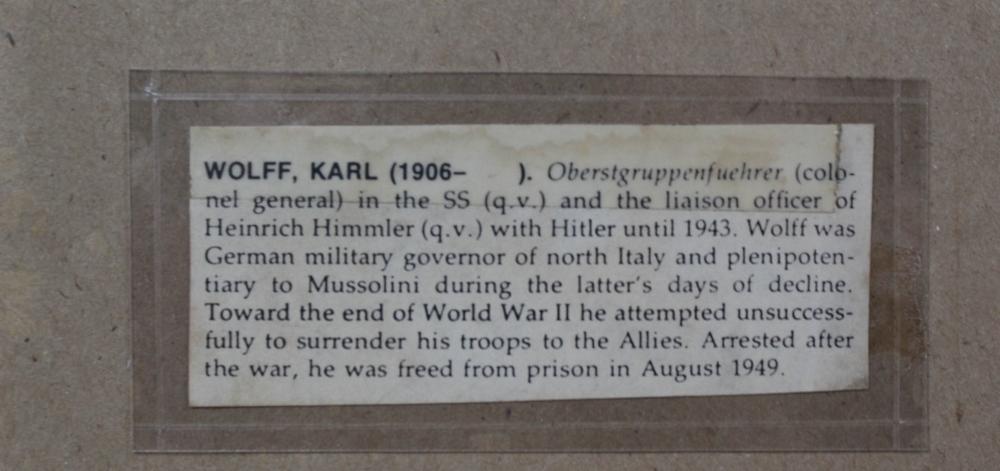 WOLFF, KARL (1906–      ). Oberstgruppenfuehrer (colo-
nel general) in the SS (q.v.) and the liaison officer of
Heinrich Himmler (q.v.) with Hitler until 1943. Wolff was
German military governor of north Italy and plenipoten-
tiary to Mussolini during the latter's days of decline.
Toward the end of World War II he attempted unsuccess-
fully to surrender his troops to the Allies. Arrested after
the war, he was freed from prison in August 1949.